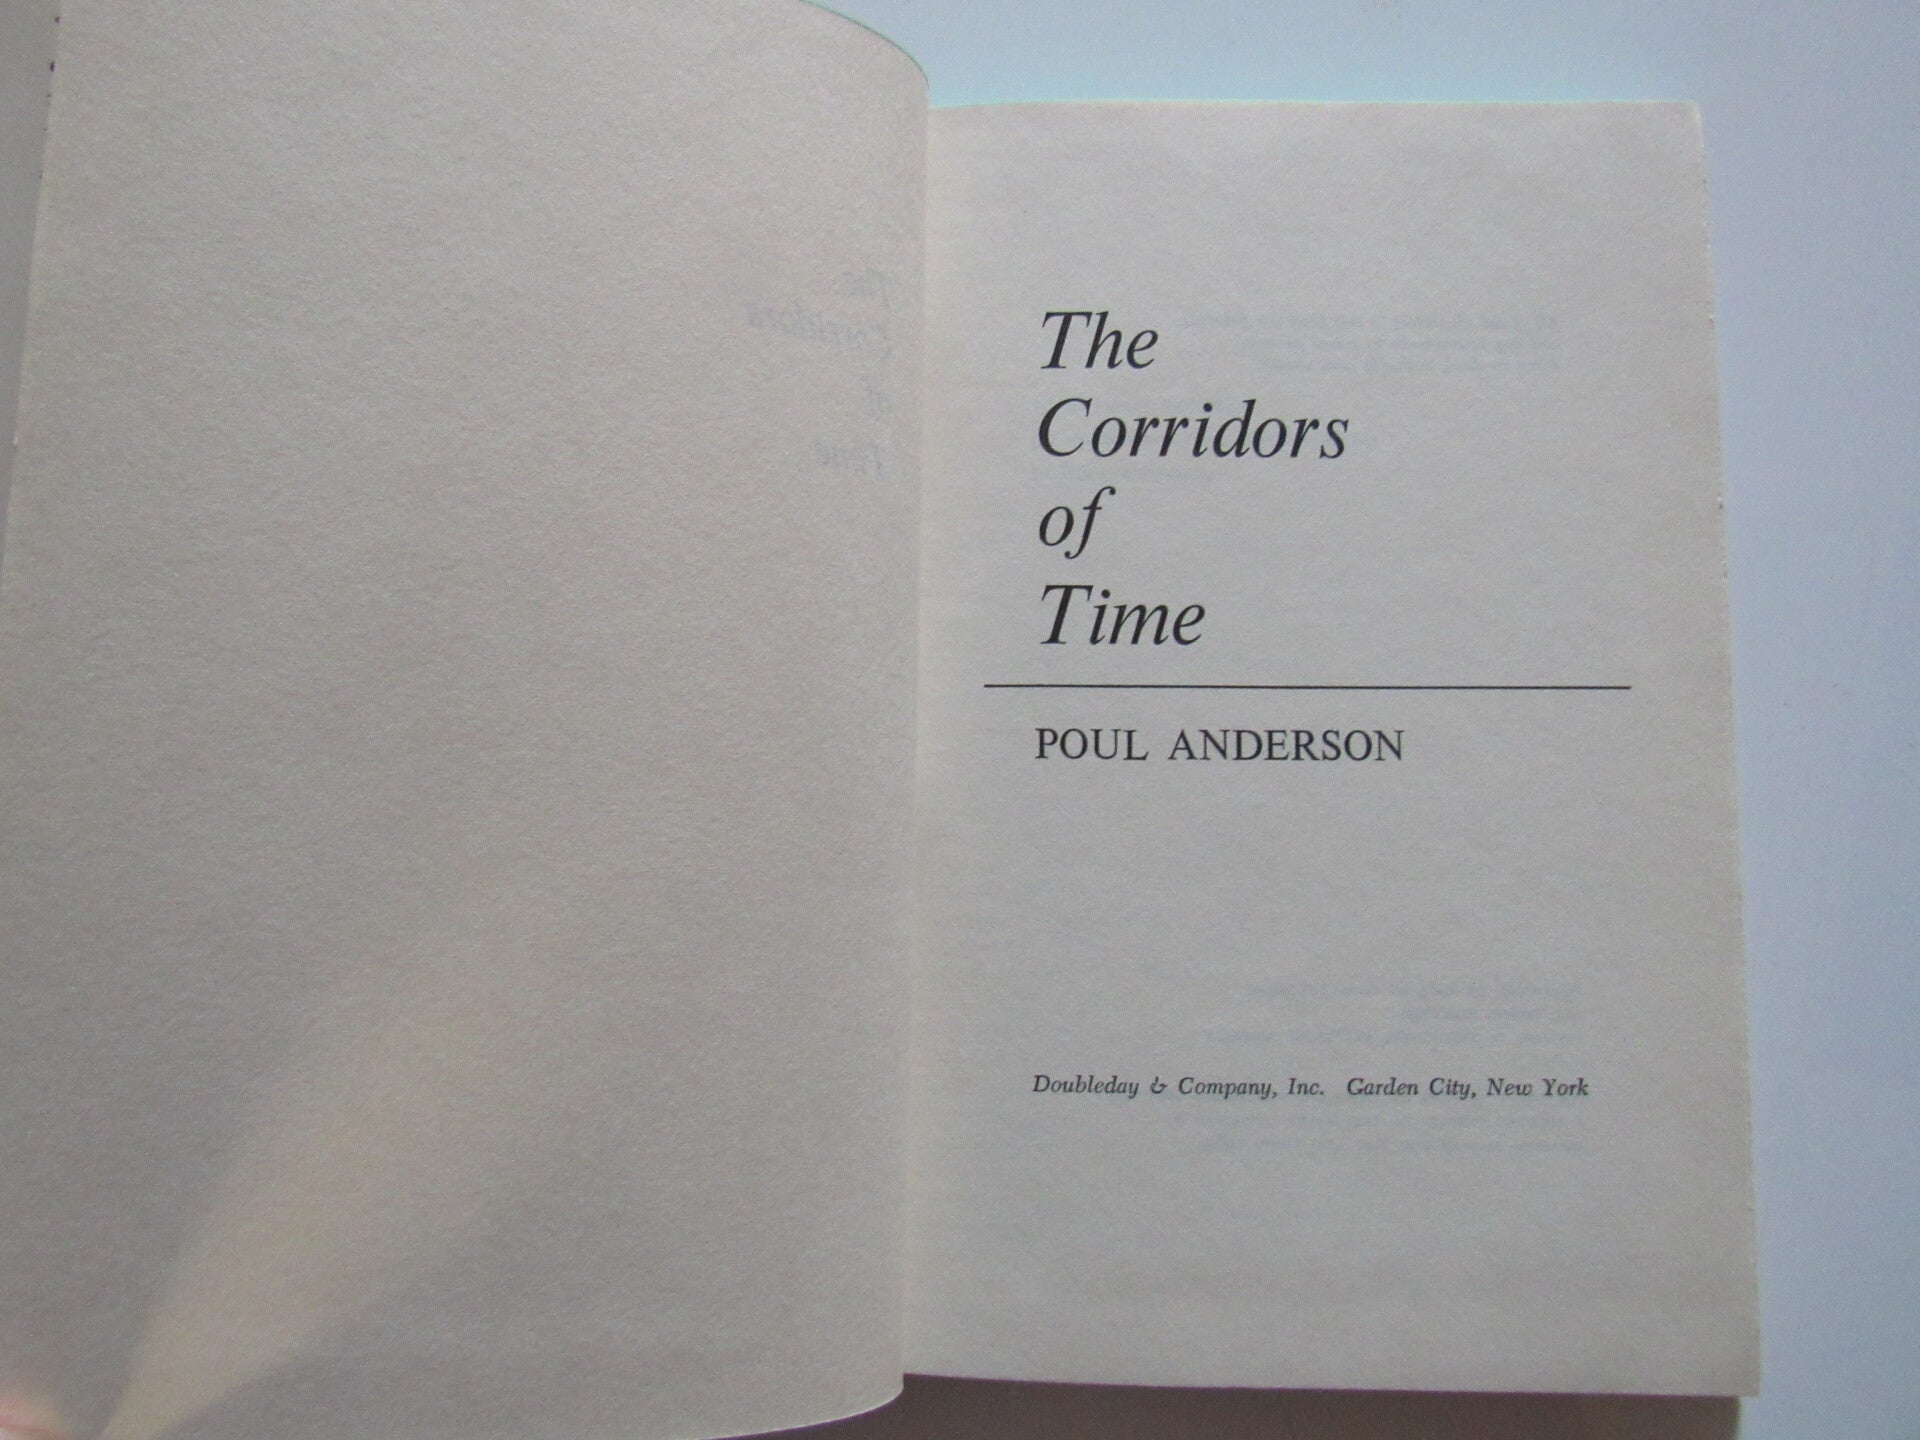 The
Corridors
of
Time
POUL ANDERSON
Doubleday & Company, Inc. Garden City, New York